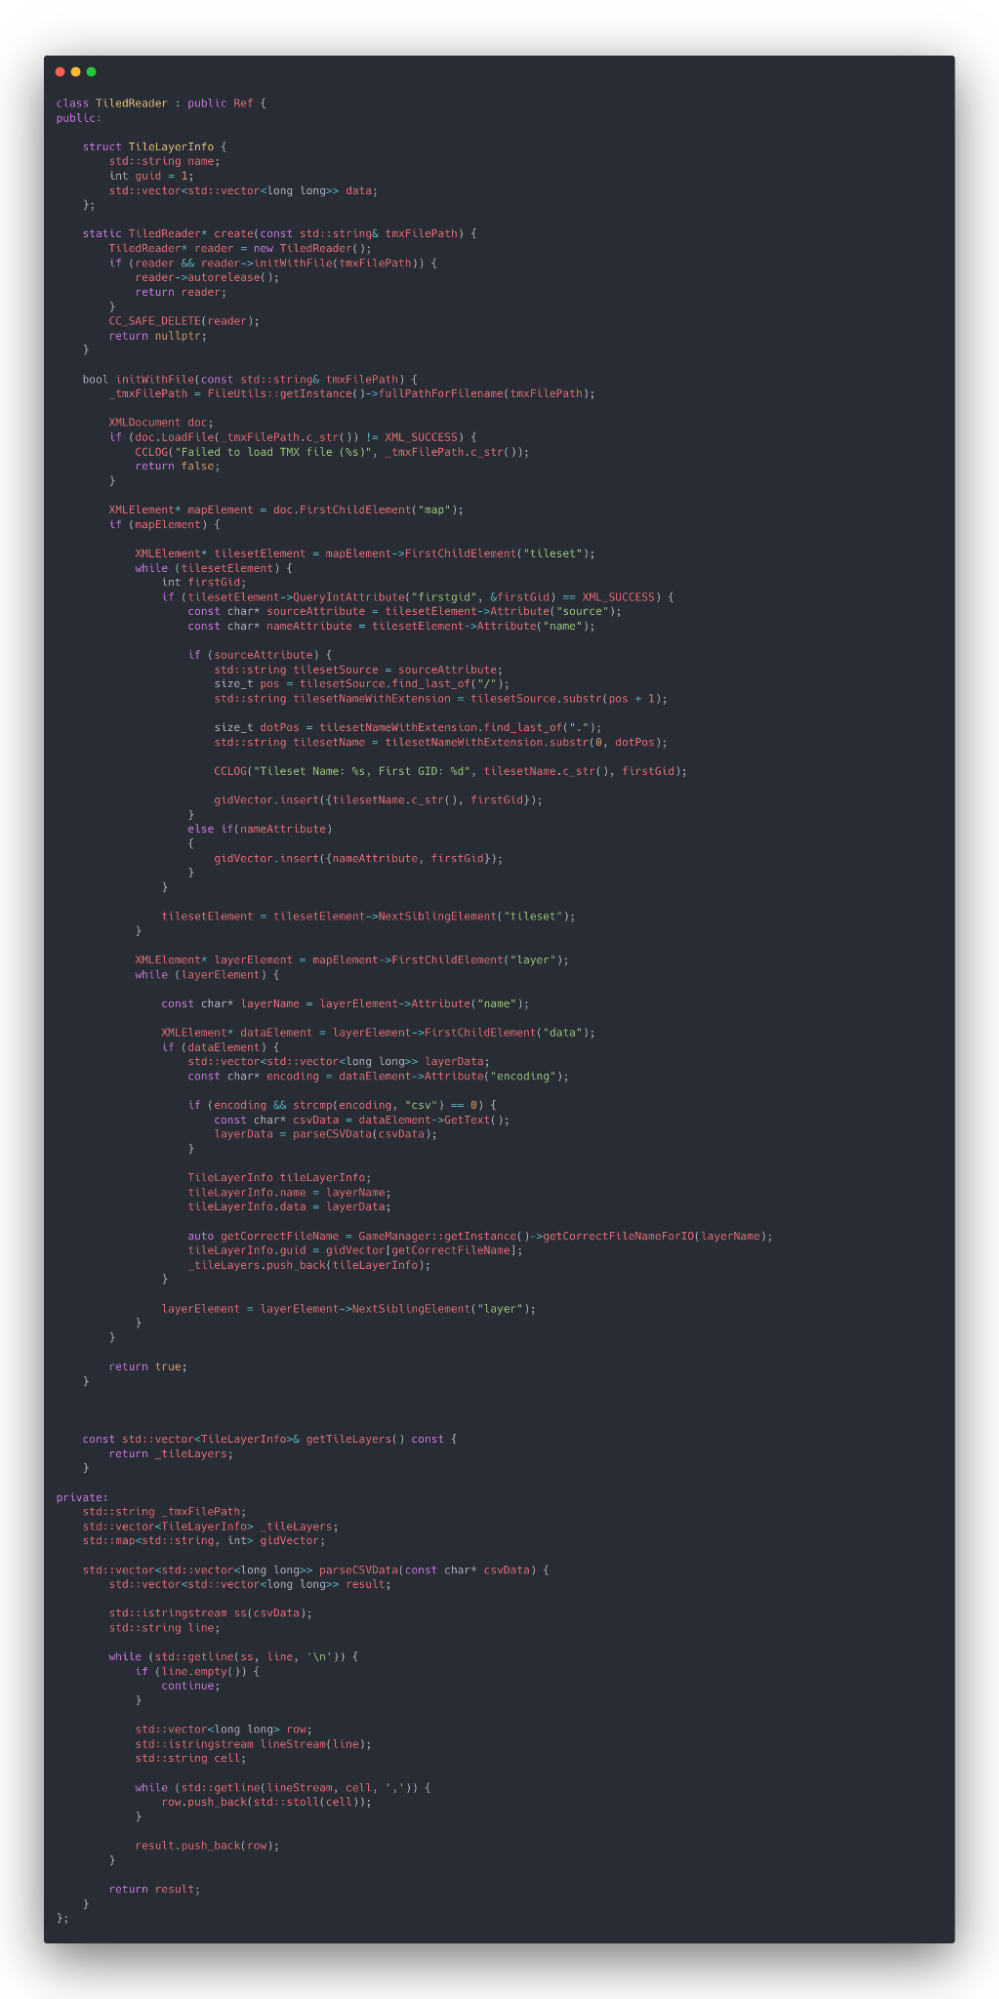 class TiledReader : public Ref {
public:
struct TileLayerInfo {
std::string name;
int guid = 1;
std::vector<std::vector<long long>> data;
};
static TiledReader* create(const std::string& tmxFilePath) {
TiledReader* reader = new TiledReader();
if (reader && reader->initWithFile(tmxFilePath)) {
reader->autorelease();
return reader;
}
CC_SAFE_DELETE(reader);
return nullptr;
}
bool initWithFile(const std::string& tmxFilePath) {
_tmxFilePath = FileUtils::getInstance()->fullPathForFilename(tmxFilePath);
XMLDocument doc;
if (doc.LoadFile(_tmxFilePath.c_str()) != XML_SUCCESS) {
CCLOG("Failed to load TMX file (%s)", _tmxFilePath.c_str());
return false;
}
XMLElement* mapElement = doc.FirstChildElement("map");
if (mapElement) {
XMLElement* tilesetElement = mapElement->FirstChildElement("tileset");
while (tilesetElement) {
int firstGid;
if (tilesetElement->QueryIntAttribute("firstgid", &firstGid) == XML_SUCCESS) {
const char* sourceAttribute = tilesetElement->Attribute("source");
const char* nameAttribute = tilesetElement->Attribute("name");
if (sourceAttribute) {
std::string tilesetSource = sourceAttribute;
size_t pos = tilesetSource.find_last_of("/");
std::string tilesetNameWithExtension = tilesetSource.substr(pos + 1);
size_t dotPos = tilesetNameWithExtension.find_last_of(".");
std::string tilesetName = tilesetNameWithExtension.substr(0, dotPos);
CCLOG("Tileset Name: %s, First GID: %d", tilesetName.c_str(), firstGid);
gidVector.insert({tilesetName.c_str(), firstGid});
}
else if(nameAttribute)
{
gidVector.insert({nameAttribute, firstGid});
}
}
tilesetElement = tilesetElement->NextSiblingElement("tileset");
}
XMLElement* layerElement = mapElement->FirstChildElement("layer");
while (layerElement) {
const char* layerName = layerElement->Attribute("name");
XMLElement* dataElement = layerElement->FirstChildElement("data");
if (dataElement) {
std::vector<std::vector<long long>> layerData;
const char* encoding = dataElement->Attribute("encoding");
if (encoding && strcmp(encoding, "csv") == 0) {
const char* csvData = dataElement->GetText();
layerData = parseCSVData(csvData);
}
TileLayerInfo tileLayerInfo;
tileLayerInfo.name = layerName;
tileLayerInfo.data = layerData;
auto getCorrectFileName = GameManager::getInstance()->getCorrectFileNameForIO(layerName);
tileLayerInfo.guid = gidVector[getCorrectFileName];
_tileLayers.push_back(tileLayerInfo);
}
layerElement = layerElement->NextSiblingElement("layer");
}
}
return true;
}
const std::vector<TileLayerInfo>& getTileLayers() const {
return _tileLayers;
}
private:
std::string _tmxFilePath;
std::vector<TileLayerInfo> _tileLayers;
std::map<std::string, int> gidVector;
std::vector<std::vector<long long>> parseCSVData(const char* csvData) {
std::vector<std::vector<long long>> result;
std::istringstream ss(csvData);
std::string line;
while (std::getline(ss, line, '\n')) {
if (line.empty()) {
continue;
}
std::vector<long long> row;
std::istringstream lineStream(line);
std::string cell;
while (std::getline(lineStream, cell, ',')) {
row.push_back(std::stoll(cell));
}
result.push_back(row);
}
return result;
}
};